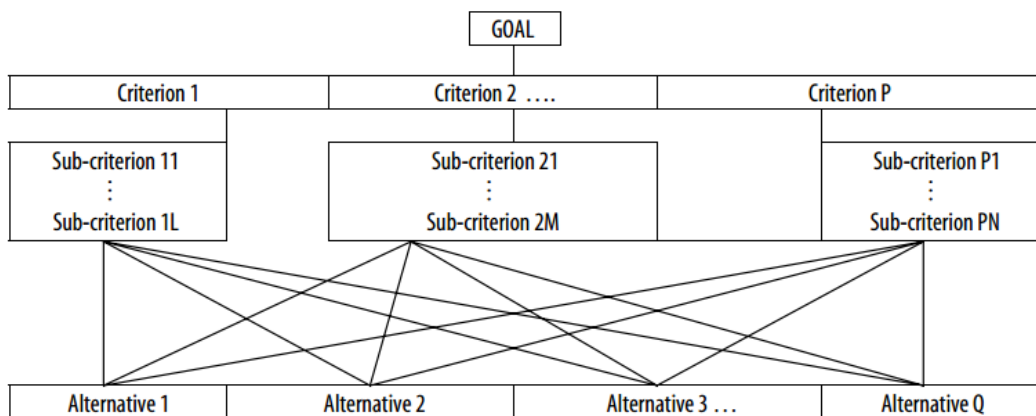 GOAL
Criterion 1 Criterion 2 .... Criterion P
Sub-criterion 11 Sub-criterion 21 Sub-criterion P1
⋮ ⋮ ⋮
Sub-criterion 1L Sub-criterion 2M Sub-criterion PN
Alternative 1 Alternative 2 Alternative 3 ... Alternative Q